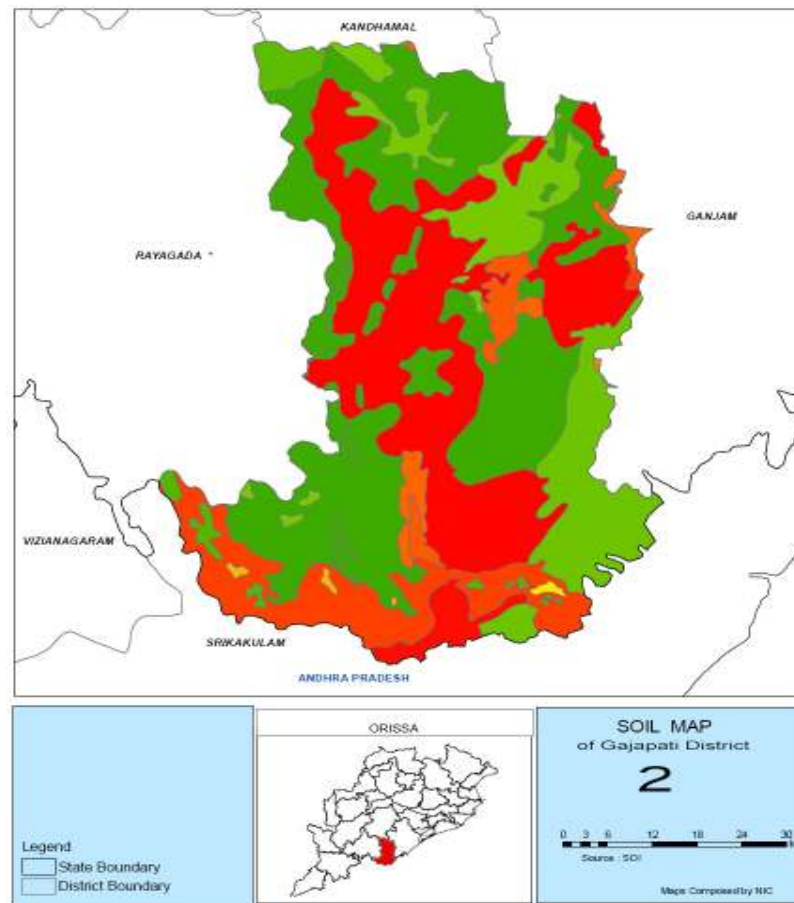 KANDHAMAL
GANJAM
RAYAGADA
VIZIANAGARAM
SRIKAKULAM
ANDHRA PRADESH
Legend
State Boundary
District Boundary
ORISSA
SOIL MAP
of Gajapati District
2
0 3 6 12 18 24 30
Source : SOI
Maps Composed by NIC